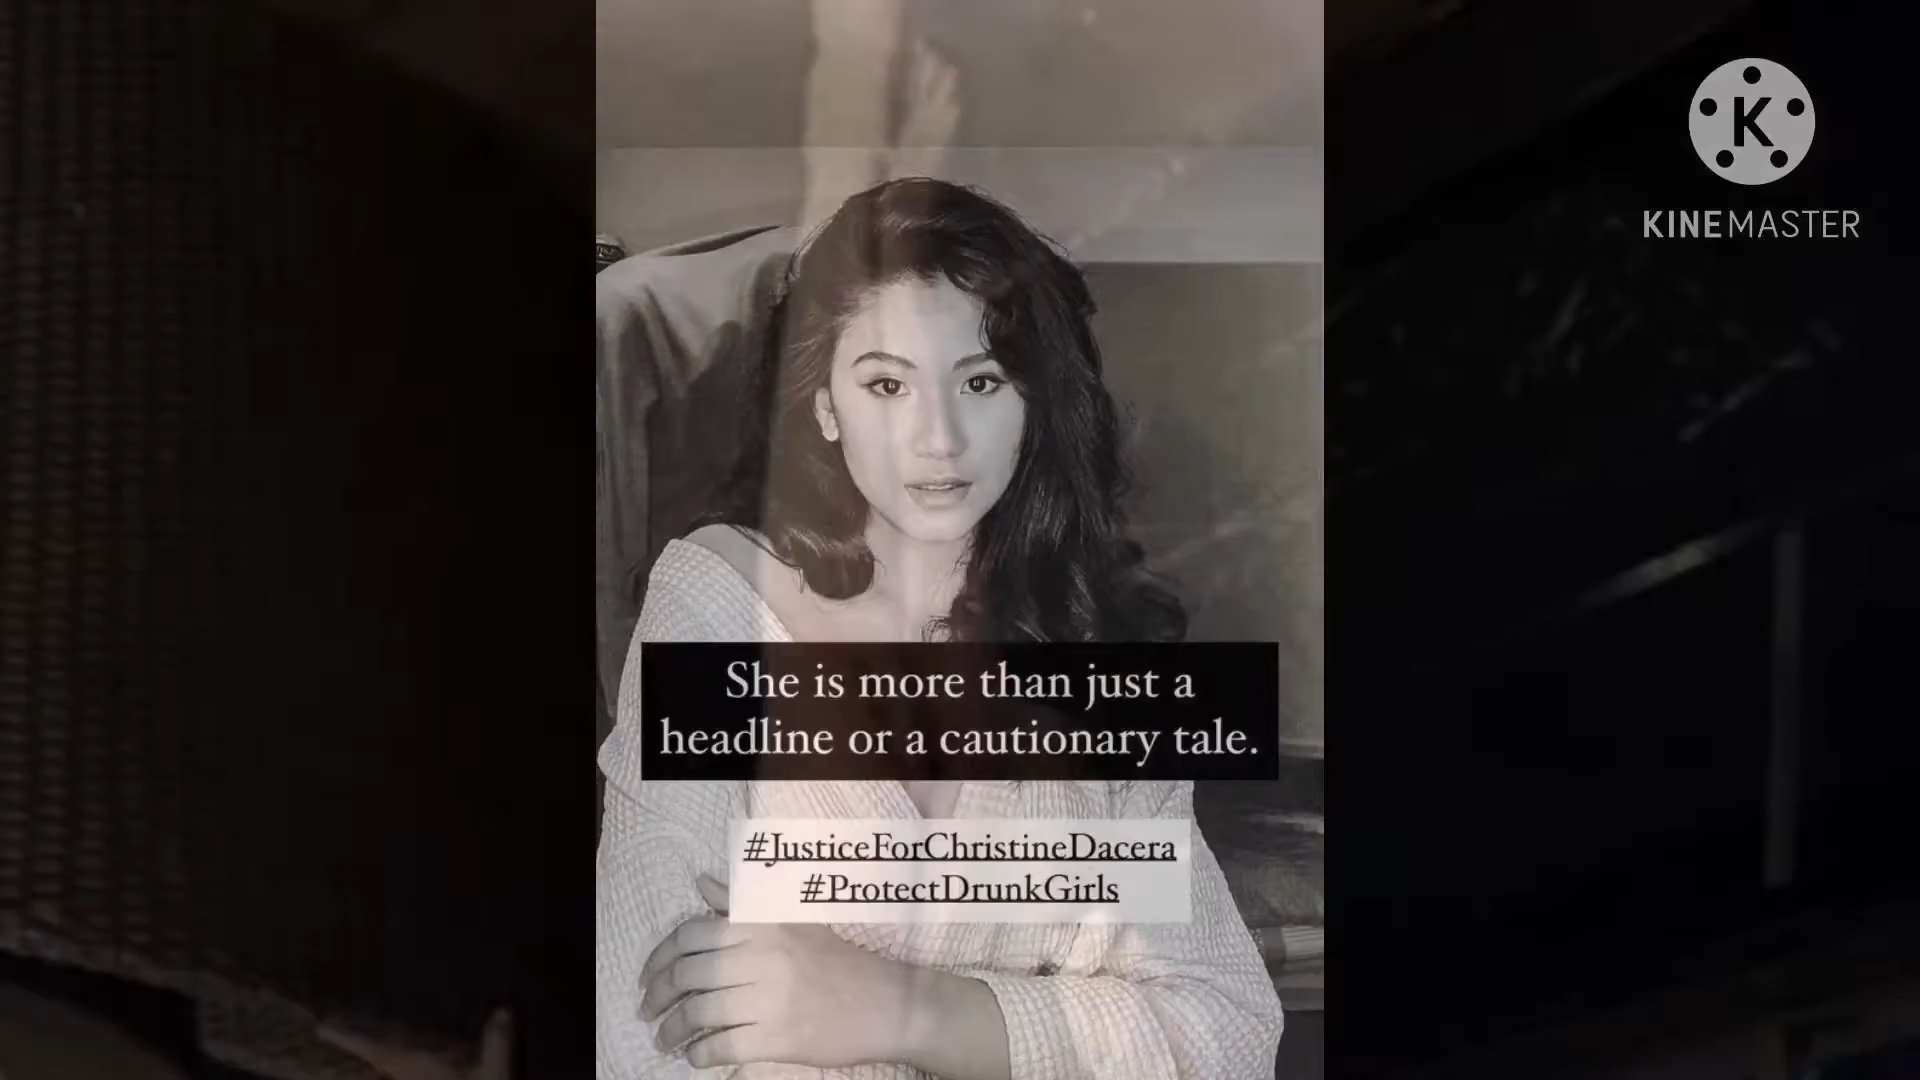 K
KINEMASTER
She is more than just a
headline or a cautionary tale.
#JusticeForChristineDacera
#ProtectDrunkGirls